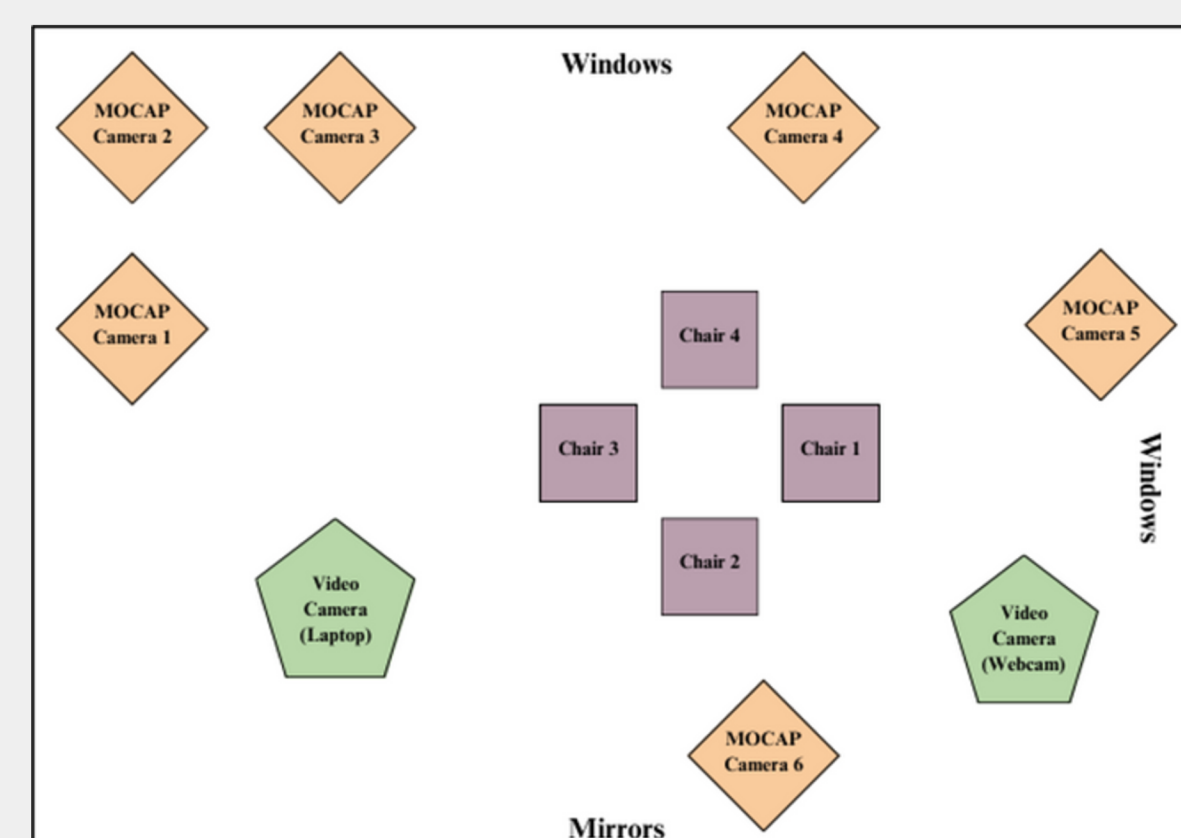 Windows
MOCAP
Camera 2
MOCAP
Camera 3
MOCAP
Camera 4
MOCAP
Camera 1
MOCAP
Camera 5
Chair 4
Chair 3
Chair 1
Windows
Chair 2
Video
Camera
(Laptop)
Video
Camera
(Webcam)
MOCAP
Camera 6
Mirrors